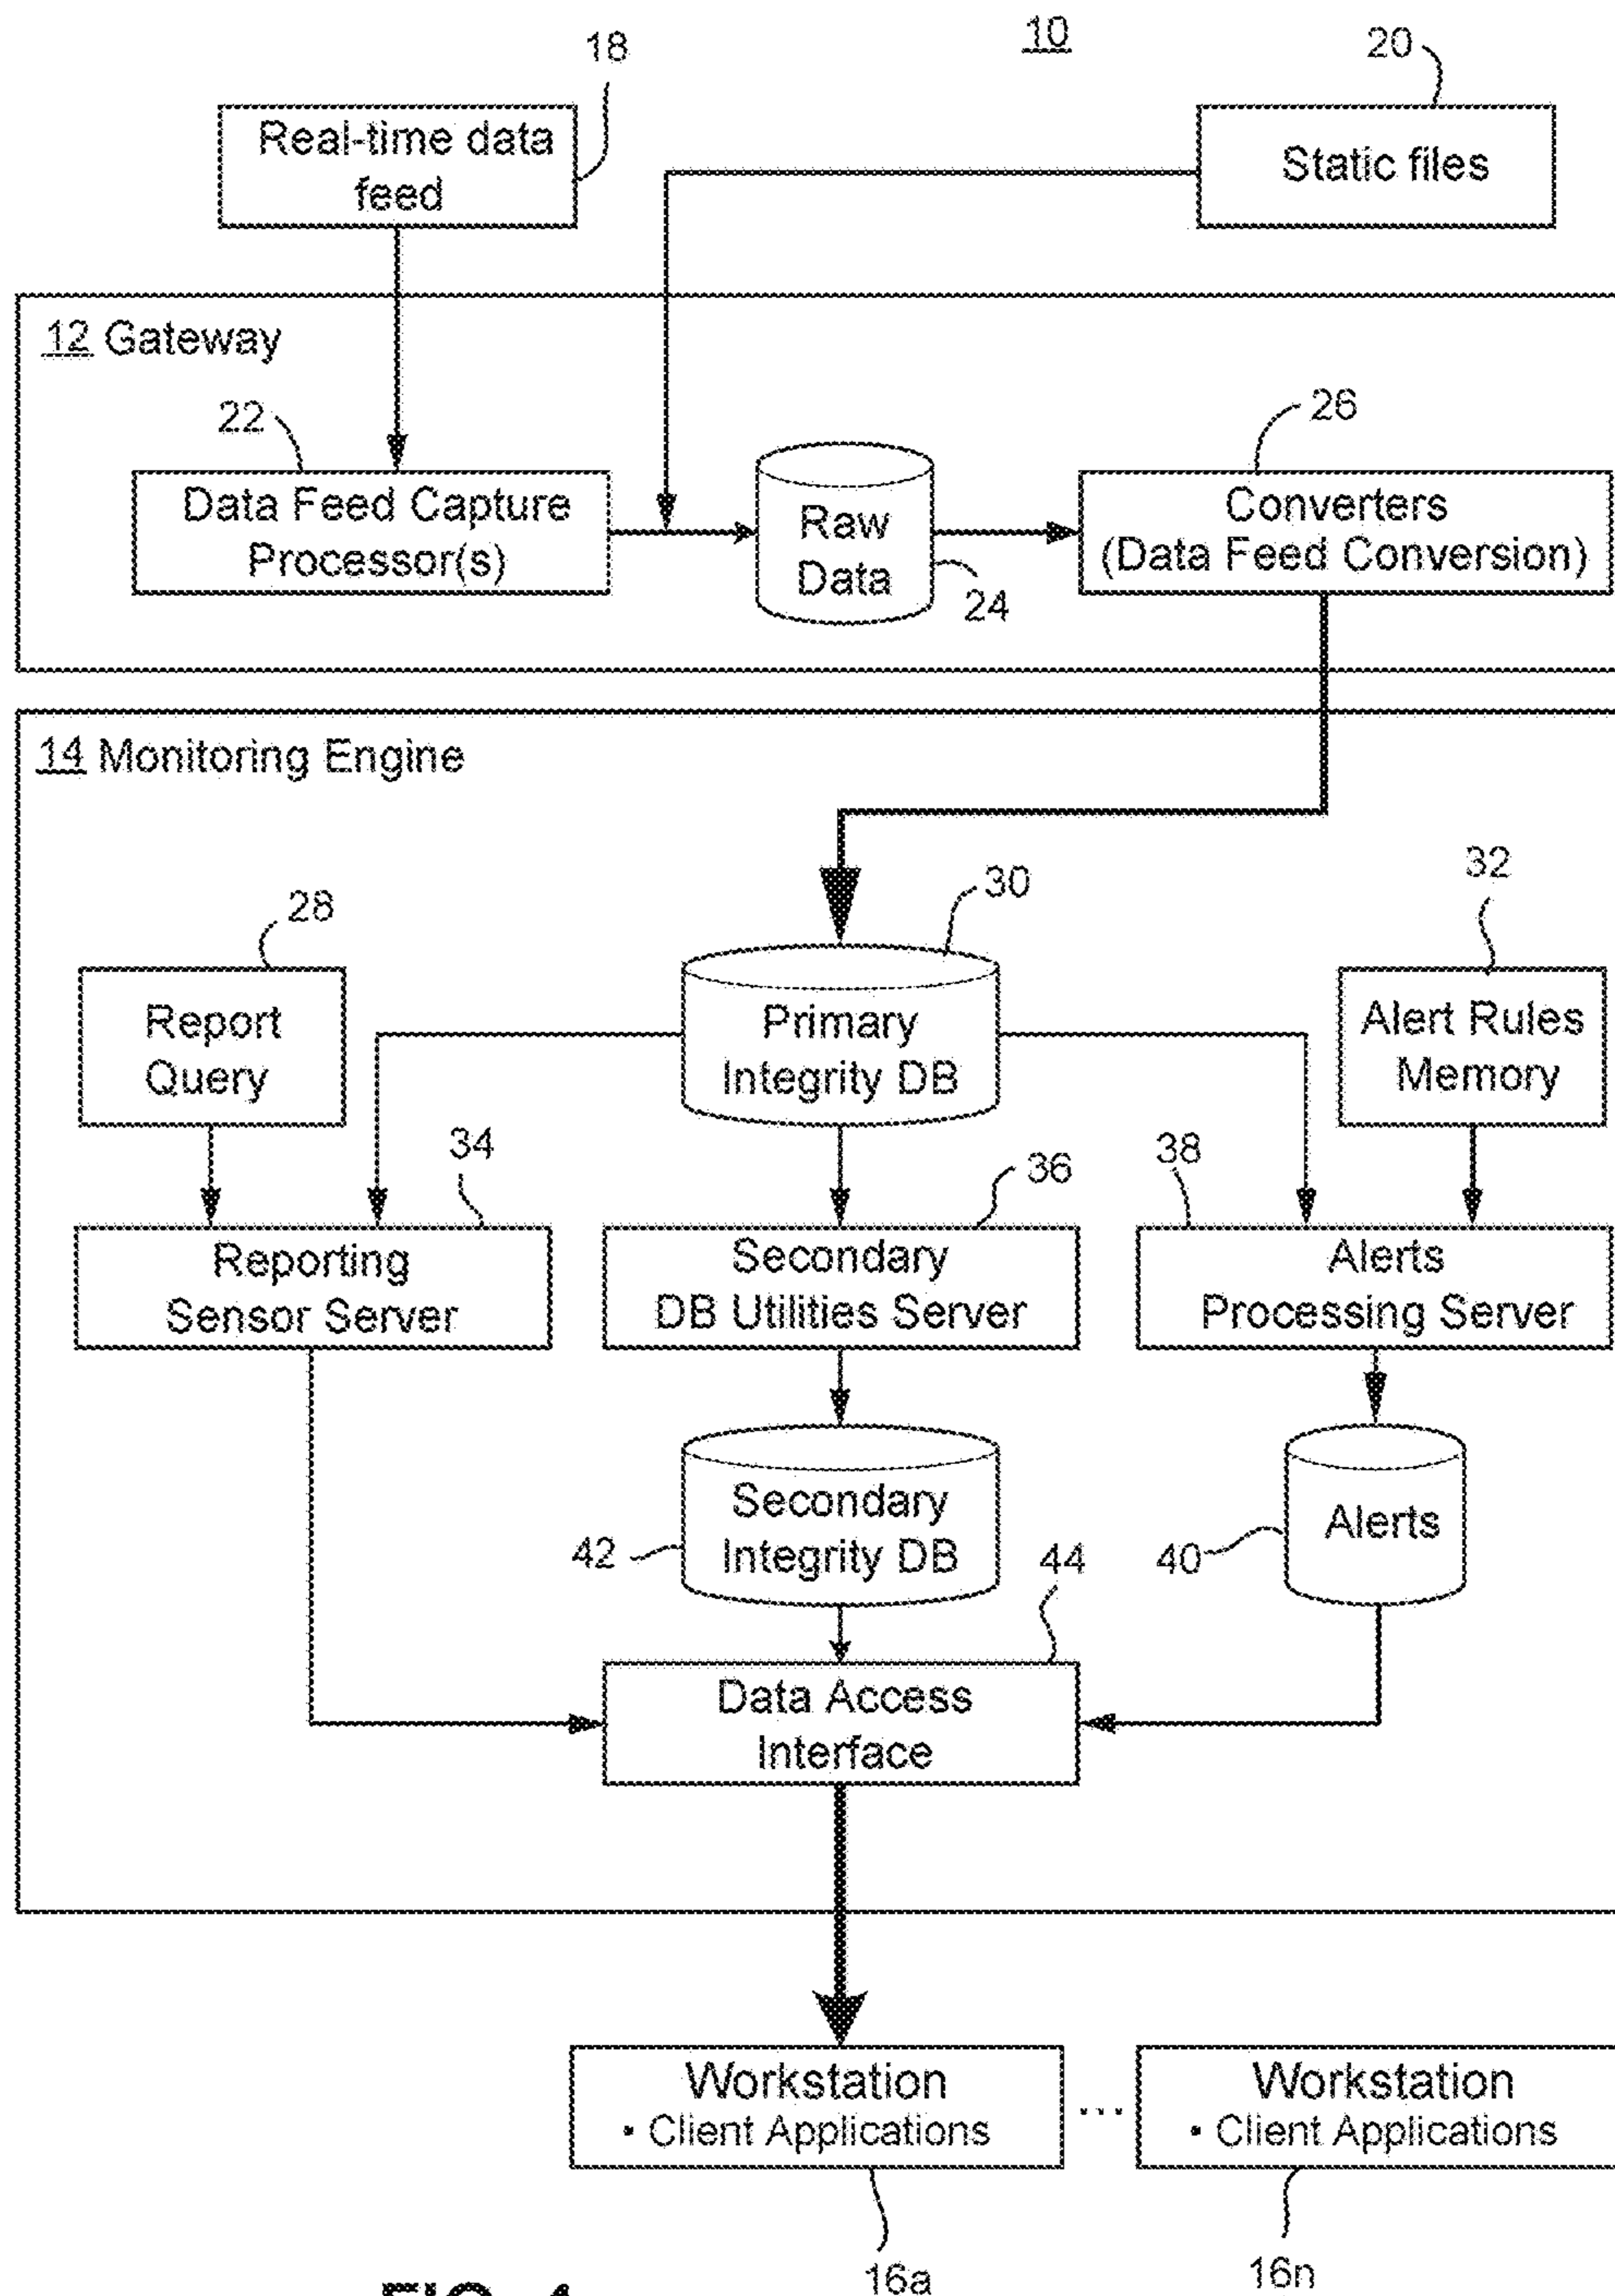 10
18
20
Real-time data
feed
Static files
12 Gateway
22
26
Data Feed Capture
Processor(s)
Raw
Data
24
Converters
(Data Feed Conversion)
14 Monitoring Engine
28
30
32
Report
Query
Primary
Integrity DB
Alert Rules
Memory
34
36
38
Reporting
Sensor Server
Secondary
DB Utilities Server
Alerts
Processing Server
Secondary
Integrity DB
42
44
40
Alerts
Data Access
Interface
Workstation
• Client Applications
...
Workstation
• Client Applications
16a
16n